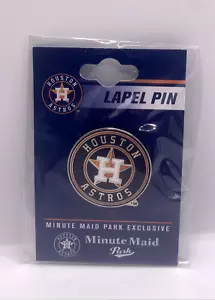 HOUSTON
H
ASTROS
LAPEL PIN
HOUSTON
H
ASTROS
MINUTE MAID PARK EXCLUSIVE
Minute Maid
Park